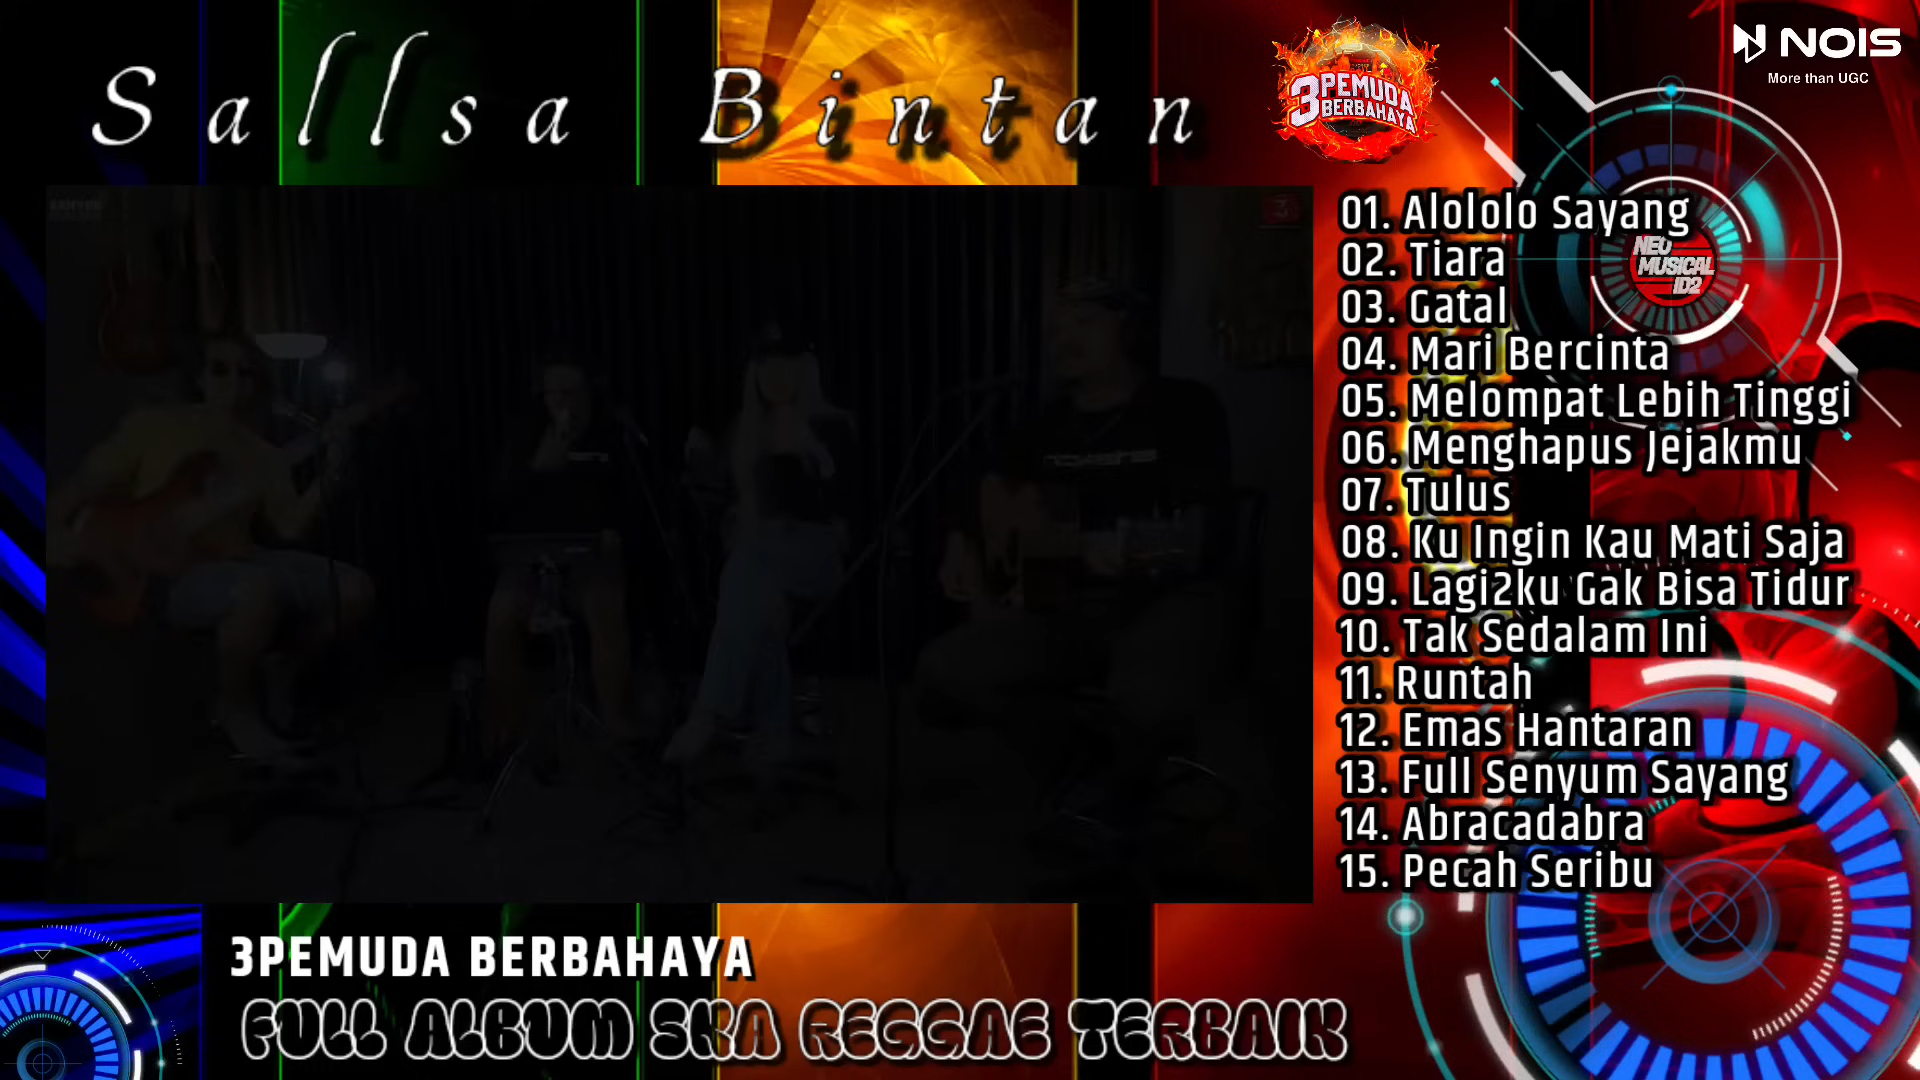 Sallsa Bintan
3PEMUDA
BERBAHAYA
NOIS
More than UGC
01. Alololo Sayang
02. Tiara
03. Gatal
04. Mari Bercinta
05. Melompat Lebih Tinggi
06. Menghapus Jejakmu
07. Tulus
08. Ku Ingin Kau Mati Saja
09. Lagi2ku Gak Bisa Tidur
10. Tak Sedalam Ini
11. Runtah
12. Emas Hantaran
13. Full Senyum Sayang
14. Abracadabra
15. Pecah Seribu
NEO
MUSICAL
ID2
3PEMUDA BERBAHAYA
FULL ALBUM SKA REGGAE TERBAIK